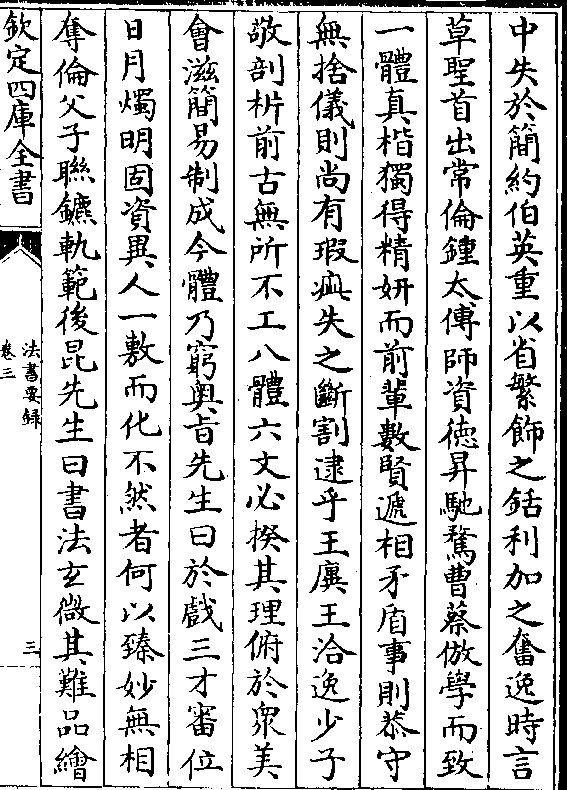 中失於簡約伯英重以省繁飾之銛利加之奮逸時言
草聖首出常倫鍾太傅師資徳昇馳騖曹蔡倣學而致
一體真楷獨得精妍而前輩數賢遞相矛盾事則恭守
無捨儀則尚有瑕疵失之斷割逮乎王廙王洽逸少子
敬剖析前古無所不工八體六文必揆其理俯於衆美
會滋簡易制成今體乃窮奥旨先生曰於戲三才審位
日月燭明固資異人一敷而化不然者何以臻妙無相
奪倫父子聯鑣軌範後昆先生曰書法玄微其難品繪
欽定四庫全書
法書要録
卷三
三